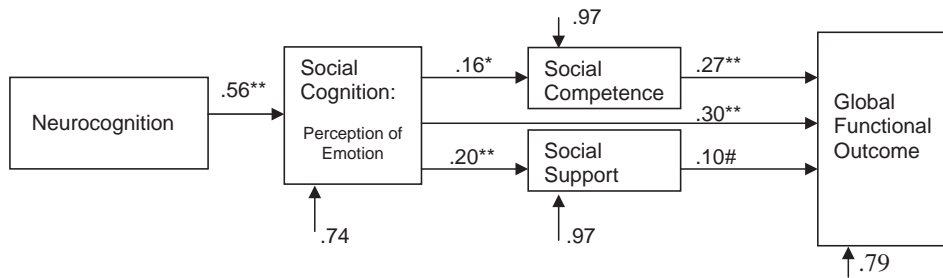 .97
Neurocognition
.56**
Social
Cognition:
Perception of
Emotion
.16*
Social
Competence
.27**
.30**
.20**
Social
Support
.10#
Global
Functional
Outcome
.74
.97
.79